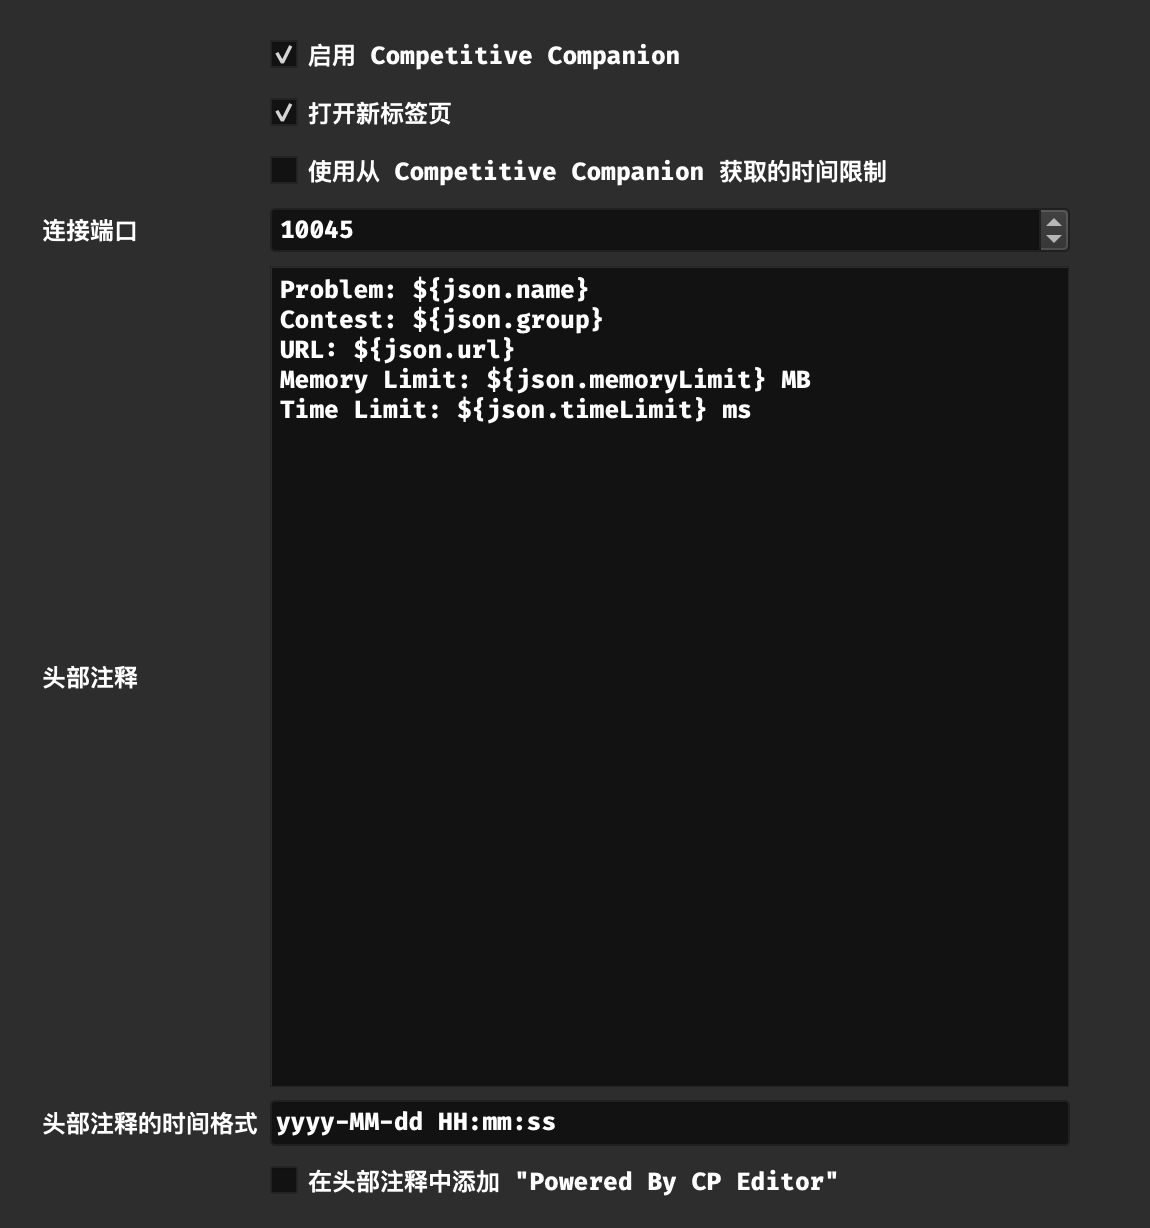 启用 Competitive Companion
打开新标签页
使用从 Competitive Companion 获取的时间限制
连接端口 10045
Problem: ${json.name}
Contest: ${json.group}
URL: ${json.url}
Memory Limit: ${json.memoryLimit} MB
Time Limit: ${json.timeLimit} ms
头部注释
头部注释的时间格式 yyyy-MM-dd HH:mm:ss
在头部注释中添加 "Powered By CP Editor"